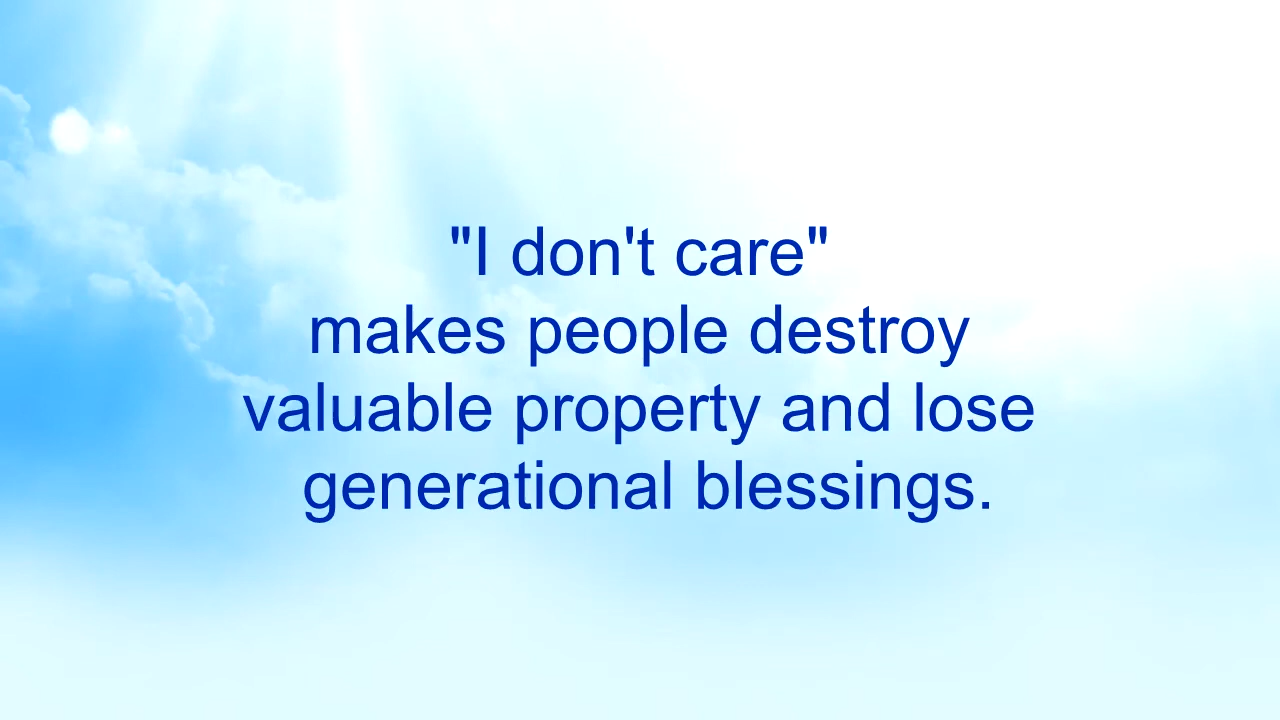 "I don't care"
makes people destroy
valuable property and lose
generational blessings.